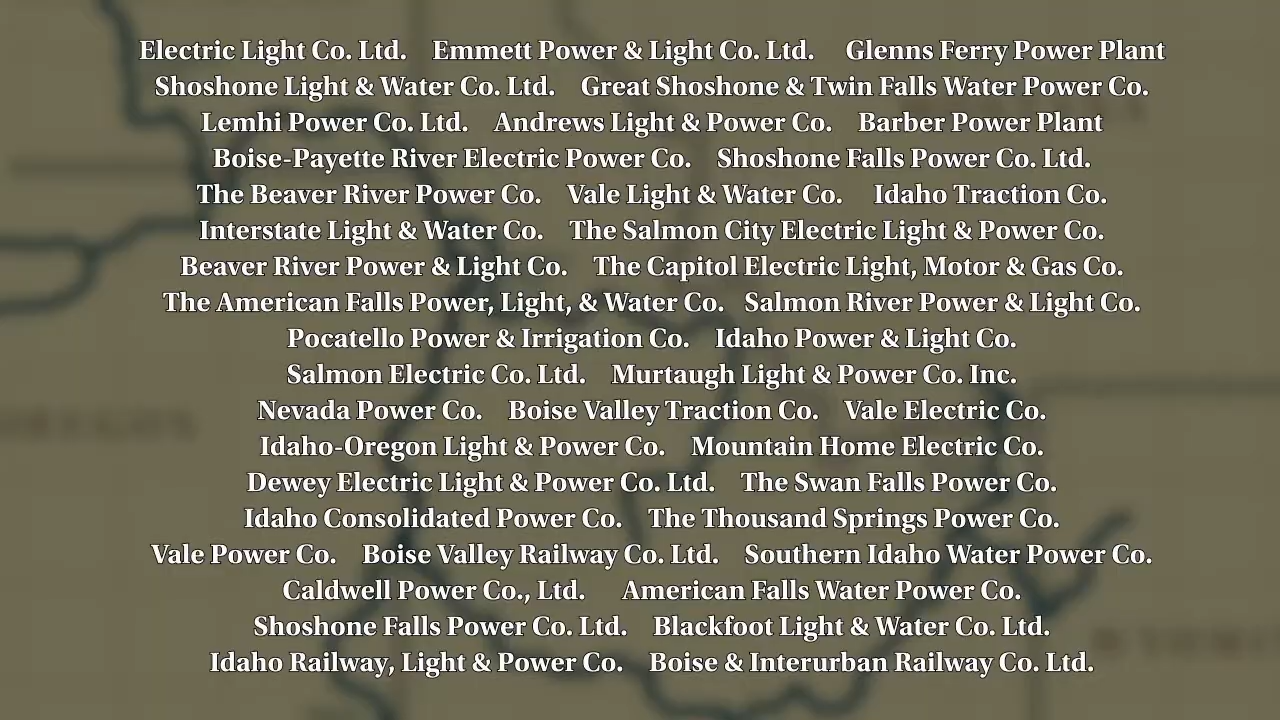 Electric Light Co. Ltd. Emmett Power & Light Co. Ltd. Glenns Ferry Power Plant
Shoshone Light & Water Co. Ltd. Great Shoshone & Twin Falls Water Power Co.
Lemhi Power Co. Ltd. Andrews Light & Power Co. Barber Power Plant
Boise-Payette River Electric Power Co. Shoshone Falls Power Co. Ltd.
The Beaver River Power Co. Vale Light & Water Co. Idaho Traction Co.
Interstate Light & Water Co. The Salmon City Electric Light & Power Co.
Beaver River Power & Light Co. The Capitol Electric Light, Motor & Gas Co.
The American Falls Power, Light, & Water Co. Salmon River Power & Light Co.
Pocatello Power & Irrigation Co. Idaho Power & Light Co.
Salmon Electric Co. Ltd. Murtaugh Light & Power Co. Inc.
Nevada Power Co. Boise Valley Traction Co. Vale Electric Co.
Idaho-Oregon Light & Power Co. Mountain Home Electric Co.
Dewey Electric Light & Power Co. Ltd. The Swan Falls Power Co.
Idaho Consolidated Power Co. The Thousand Springs Power Co.
Vale Power Co. Boise Valley Railway Co. Ltd. Southern Idaho Water Power Co.
Caldwell Power Co., Ltd. American Falls Water Power Co.
Shoshone Falls Power Co. Ltd. Blackfoot Light & Water Co. Ltd.
Idaho Railway, Light & Power Co. Boise & Interurban Railway Co. Ltd.